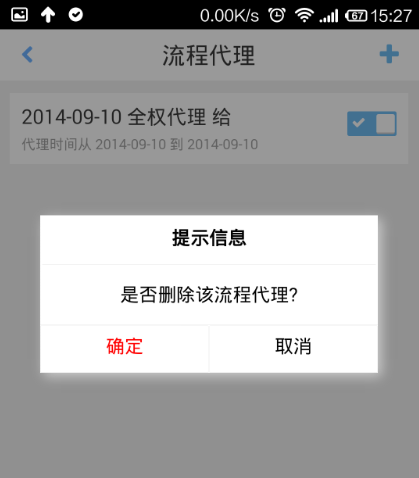 0.00K/s 67 15:27
流程代理
2014-09-10 全权代理 给
代理时间从 2014-09-10 到 2014-09-10
提示信息
是否删除该流程代理?
确定 取消